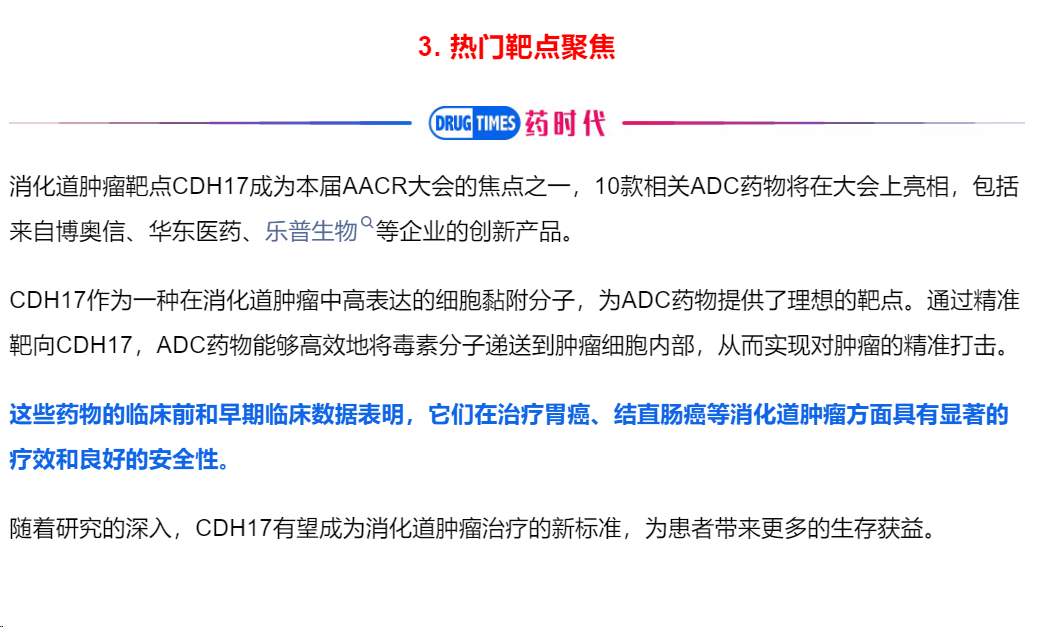 3. 热门靶点聚焦
DRUG TIMES 药时代
消化道肿瘤靶点CDH17成为本届AACR大会的焦点之一，10款相关ADC药物将在大会上亮相，包括
来自博奥信、华东医药、乐普生物等企业的创新产品。
CDH17作为一种在消化道肿瘤中高表达的细胞黏附分子，为ADC药物提供了理想的靶点。通过精准
靶向CDH17，ADC药物能够高效地将毒素分子递送到肿瘤细胞内部，从而实现对肿瘤的精准打击。
这些药物的临床前和早期临床数据表明，它们在治疗胃癌、结直肠癌等消化道肿瘤方面具有显著的
疗效和良好的安全性。
随着研究的深入，CDH17有望成为消化道肿瘤治疗的新标准，为患者带来更多的生存获益。